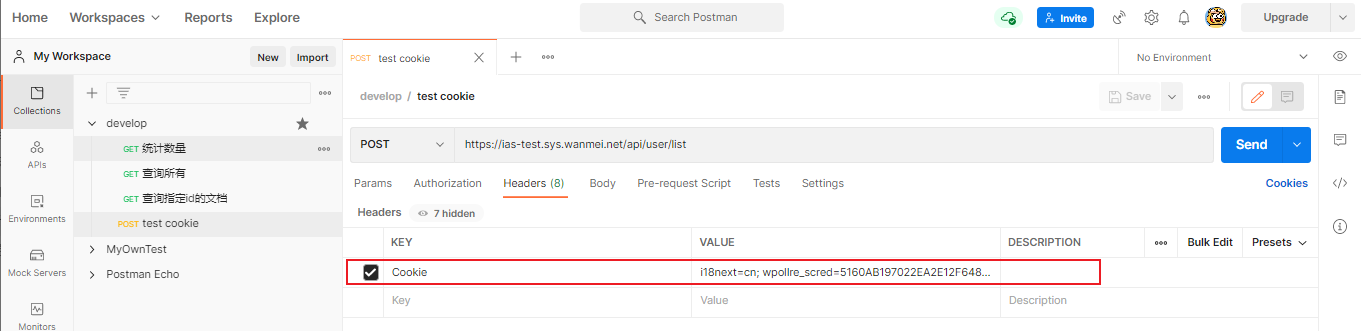 Home Workspaces Reports Explore Search Postman Invite Upgrade
My Workspace New Import POST test cookie No Environment
Collections
APIs
Environments
Mock Servers
Monitors
develop
GET 统计数量
GET 查询所有
GET 查询指定id的文档
POST test cookie
MyOwnTest
Postman Echo
develop / test cookie Save
POST https://ias-test.sys.wanmei.net/api/user/list Send
Params Authorization Headers (8) Body Pre-request Script Tests Settings Cookies
Headers 7 hidden
KEY VALUE DESCRIPTION Bulk Edit Presets
Cookie i18next=cn; wpollre_scred=5160AB197022EA2E12F648...
Key Value Description